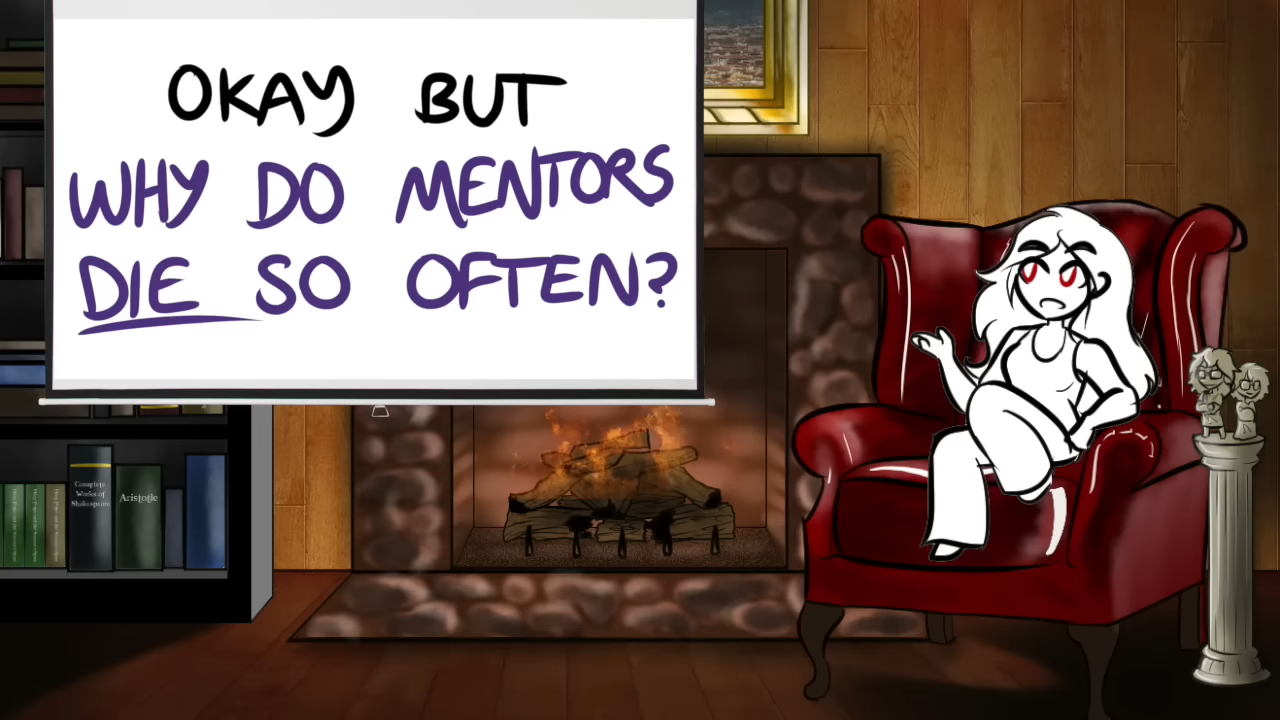 OKAY BUT
WHY DO MENTORS
DIE SO OFTEN?
Complete
Works of
Shakespeare
Aristotle